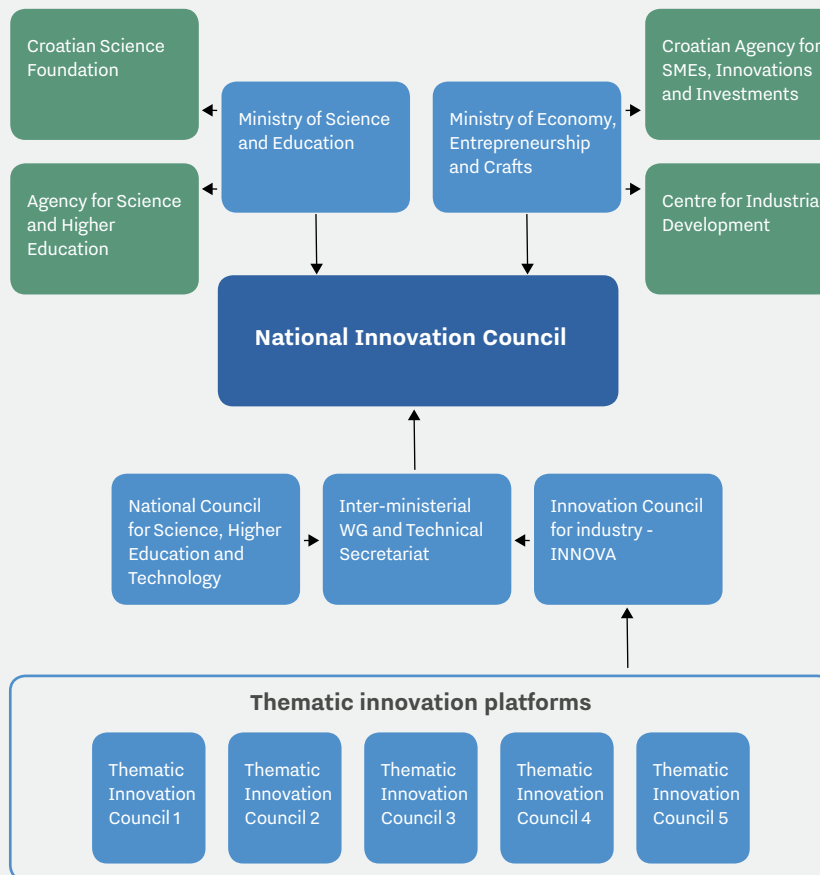 Croatian Science
Foundation
Croatian Agency for
SMEs, Innovations
and Investments
Ministry of Science
and Education
Ministry of Economy,
Entrepreneurship
and Crafts
Agency for Science
and Higher
Education
Centre for Industria
Development
National Innovation Council
National Council
for Science, Higher
Education and
Technology
Inter-ministerial
WG and Technical
Secretariat
Innovation Council
for industry -
INNOVA
Thematic innovation platforms
Thematic
Innovation
Council 1
Thematic
Innovation
Council 2
Thematic
Innovation
Council 3
Thematic
Innovation
Council 4
Thematic
Innovation
Council 5